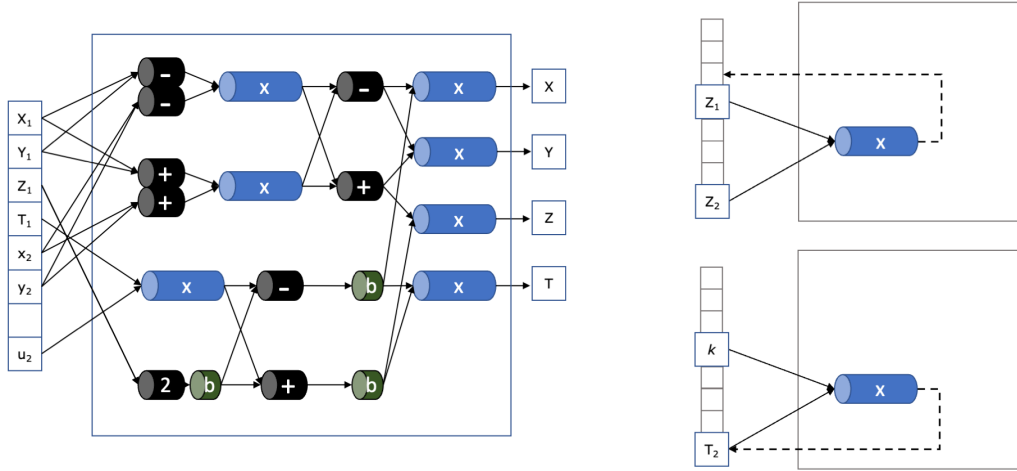 X₁
Y₁
Z₁
T₁
x₂
y₂
u₂
-
-
x
-
x
X
+
+
x
+
x
Y
x
Z
x
-
b
x
T
2
b
+
b
Z₁
Z₂
x
k
T₂
x